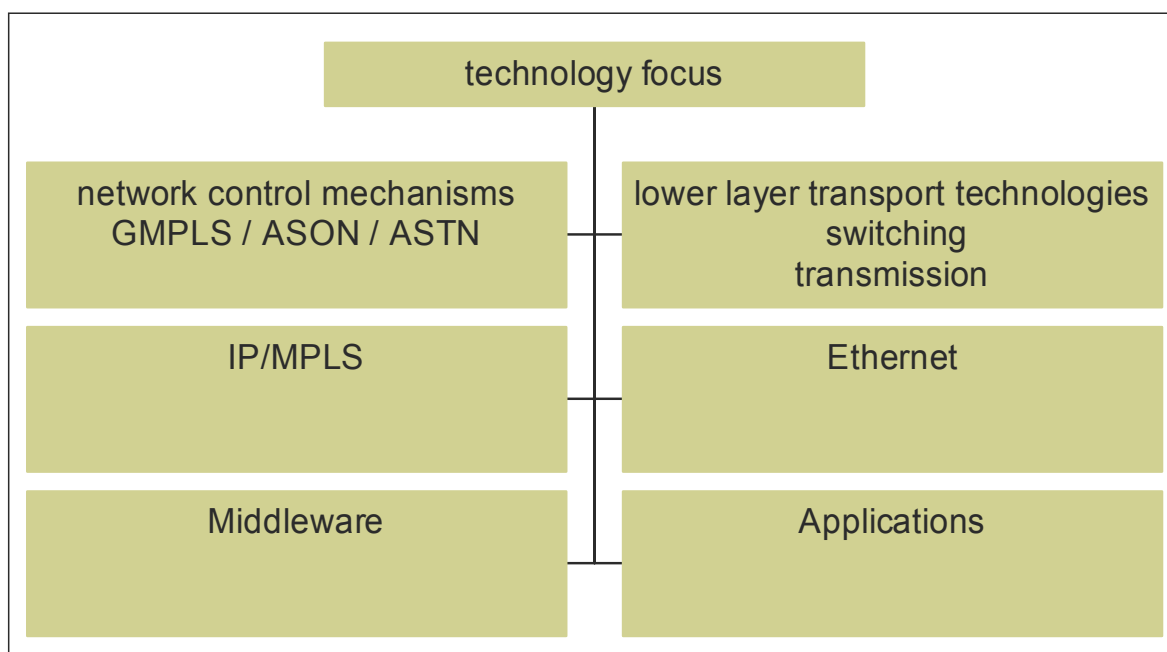 technology focus
network control mechanisms
GMPLS / ASON / ASTN
lower layer transport technologies
switching
transmission
IP/MPLS
Ethernet
Middleware
Applications